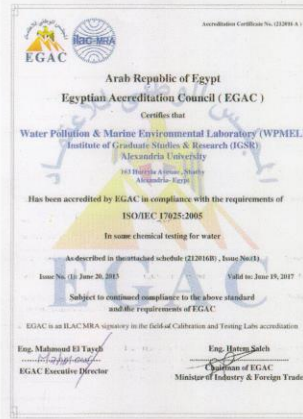 Accreditation Certificate No. (212016 A)
المجلس الوطني للاعتماد
EGAC
ilac-MRA
Arab Republic of Egypt
Egyptian Accreditation Council ( EGAC )
Certifies that
Water Pollution & Marine Environmental Laboratory (WPMEL)
Institute of Graduate Studies & Research (IGSR)
Alexandria University
163 Horreya Avenue, Shatby
Alexandria- Egypt
Has been accredited by EGAC in compliance with the requirements of
ISO/IEC 17025:2005
In some chemical testing for water
As described in the attached schedule (212016B) , Issue No.(1)
Issue No. (1): June 20, 2013 Valid to: June 19, 2017
Subject to continued compliance to the above standard
and the requirements of EGAC
EGAC
EGAC is an ILAC MRA signatory in the field of Calibration and Testing Labs accreditation
Eng. Mahmoud El Tayeb Eng. Hatem Saleh
EGAC Executive Director Chairman of EGAC
Minister of Industry & Foreign Trade